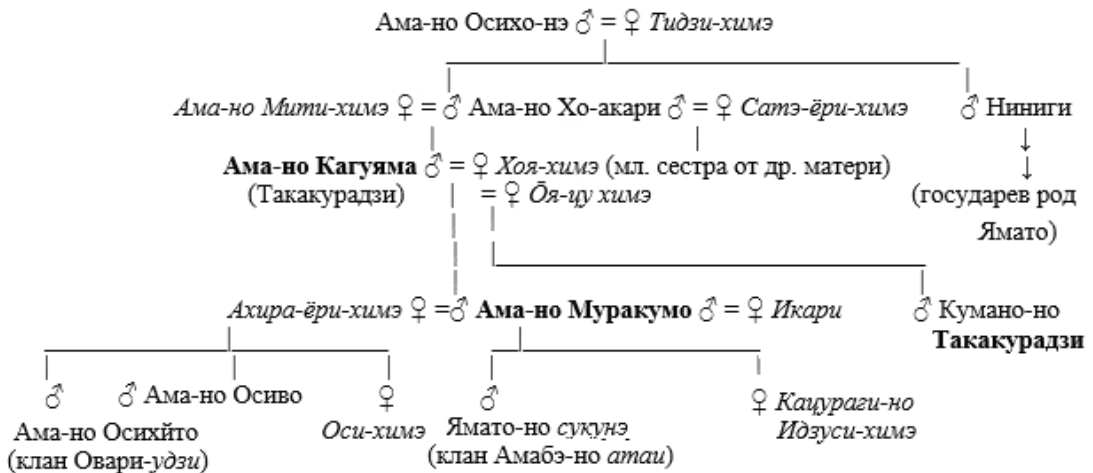 Ама-но Осихо-нэ ♂ = ♀ Тидзи-химэ
Ама-но Мити-химэ ♀ = ♂ Ама-но Хо-акари ♂ = ♀ Сатэ-ёри-химэ ♂ Ниниги
Ама-но Кагуяма ♂ = ♀ Хоя-химэ (мл. сестра от др. матери)
(Такакурадзи) = ♀ О̄я-цу химэ (государев род
Ямато)
Ахира-ёри-химэ ♀ =♂ Ама-но Муракумо ♂ = ♀ Икари ♂ Кумано-но
Такакурадзи
♂ ♂ Ама-но Осиво ♀ ♂ ♀ Кацураги-но
Ама-но Осихйто Оси-химэ Ямато-но сукунэ Идзуси-химэ
(клан Овари-удзи) (клан Амабэ-но атаи)